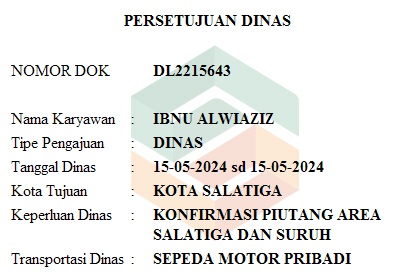 PERSETUJUAN DINAS
NOMOR DOK DL2215643
Nama Karyawan : IBNU ALWIAZIZ
Tipe Pengajuan : DINAS
Tanggal Dinas : 15-05-2024 sd 15-05-2024
Kota Tujuan : KOTA SALATIGA
Keperluan Dinas : KONFIRMASI PIUTANG AREA
SALATIGA DAN SURUH
Transportasi Dinas : SEPEDA MOTOR PRIBADI